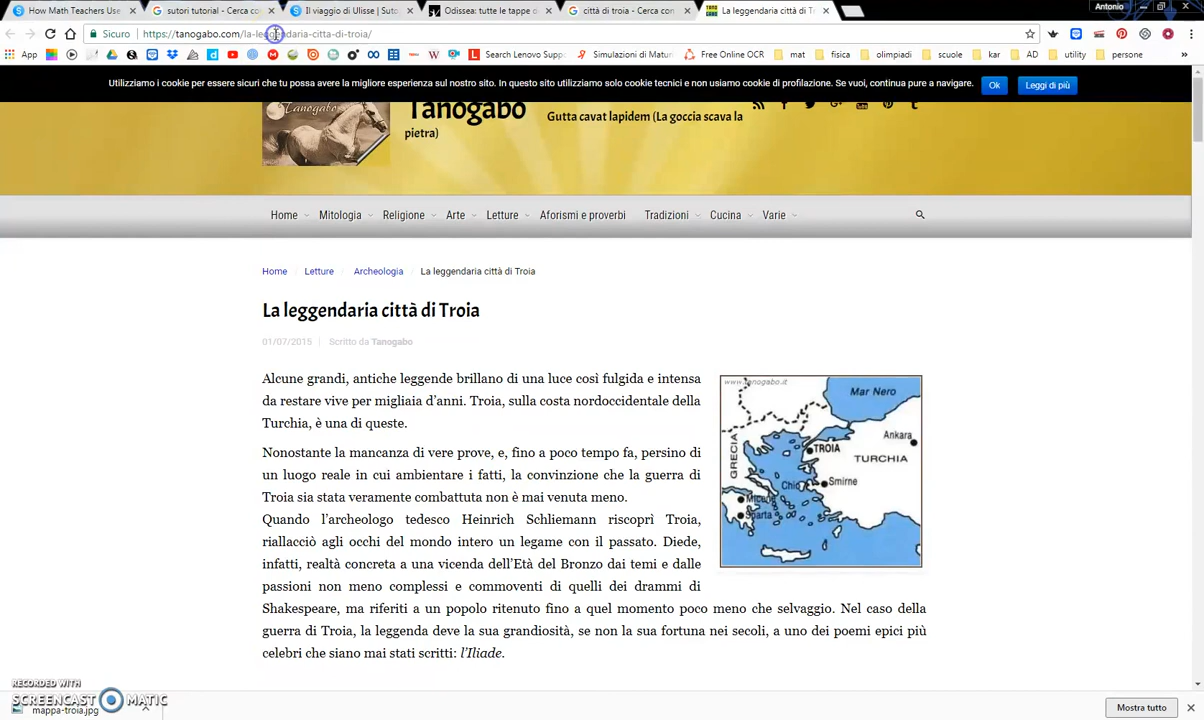 Antonio
How Math Teachers Use
sutori tutorial - Cerca co
Il viaggio di Ulisse | Suto
Odissea: tutte le tappe d
città di troia - Cerca con
La leggendaria città di T
Sicuro
https://tanogabo.com/la-leggendaria-citta-di-troia/
App
Search Lenovo Supp
Simulazioni di Matur
Free Online OCR
mat
fisica
olimpiadi
scuole
kar
AD
utility
persone
Utilizziamo i cookie per essere sicuri che tu possa avere la migliore esperienza sul nostro sito. In questo sito utilizziamo solo cookie tecnici e non usiamo cookie di profilazione. Se vuoi, continua pure a navigare.
Ok
Leggi di più
Tanogabo
Tanogabo
Gutta cavat lapidem (La goccia scava la
pietra)
Home
Mitologia
Religione
Arte
Letture
Aforismi e proverbi
Tradizioni
Cucina
Varie
Home / Letture / Archeologia / La leggendaria città di Troia
La leggendaria città di Troia
01/07/2015 | Scritto da Tanogabo
Alcune grandi, antiche leggende brillano di una luce così fulgida e intensa
da restare vive per migliaia d'anni. Troia, sulla costa nordoccidentale della
Turchia, è una di queste.
Nonostante la mancanza di vere prove, e, fino a poco tempo fa, persino di
un luogo reale in cui ambientare i fatti, la convinzione che la guerra di
Troia sia stata veramente combattuta non è mai venuta meno.
Quando l'archeologo tedesco Heinrich Schliemann riscoprì Troia,
riallacciò agli occhi del mondo intero un legame con il passato. Diede,
infatti, realtà concreta a una vicenda dell'Età del Bronzo dai temi e dalle
passioni non meno complessi e commoventi di quelli dei drammi di
Shakespeare, ma riferiti a un popolo ritenuto fino a quel momento poco meno che selvaggio. Nel caso della
guerra di Troia, la leggenda deve la sua grandiosità, se non la sua fortuna nei secoli, a uno dei poemi epici più
celebri che siano mai stati scritti: l'Iliade.
www.tanogabo.it
Mar Nero
Ankara
TROIA
TURCHIA
GRECIA
Chio
Smirne
Micene
Sparta
RECORDED WITH
SCREENCAST MATIC
mappa-troia.jpg
Mostra tutto